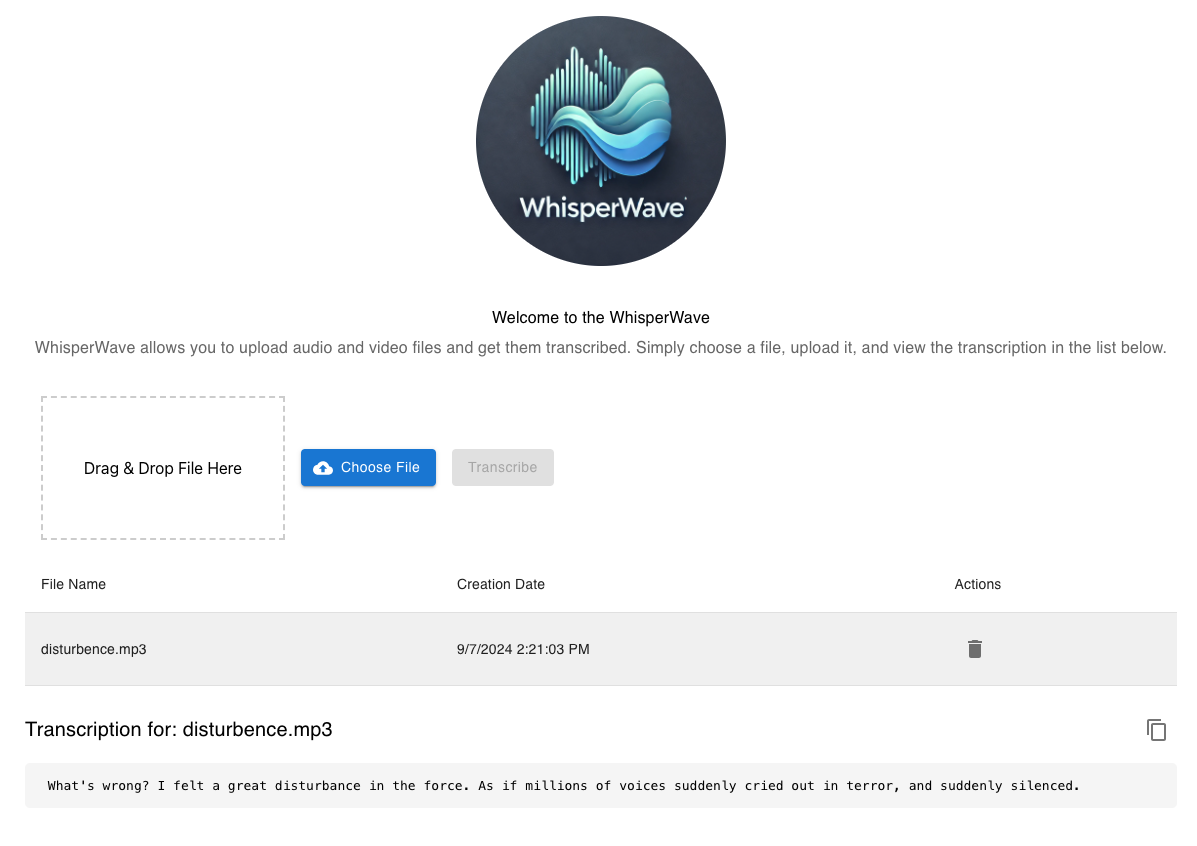 WhisperWave
Welcome to the WhisperWave
WhisperWave allows you to upload audio and video files and get them transcribed. Simply choose a file, upload it, and view the transcription in the list below.
Drag & Drop File Here
Choose File
Transcribe
File Name
Creation Date
Actions
disturbence.mp3
9/7/2024 2:21:03 PM
Transcription for: disturbence.mp3
What's wrong? I felt a great disturbance in the force. As if millions of voices suddenly cried out in terror, and suddenly silenced.